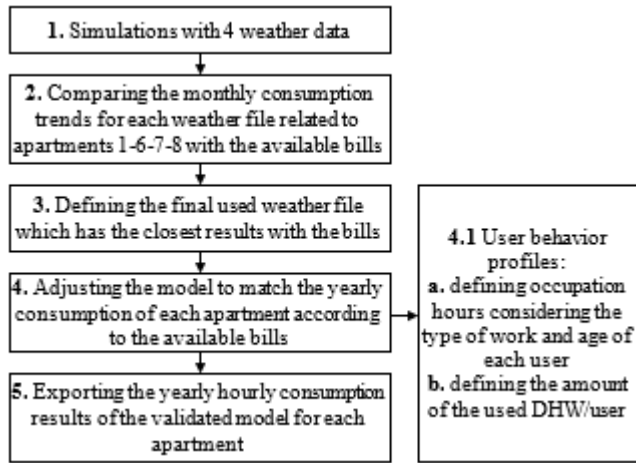 1. Simulations with 4 weather data
2. Comparing the monthly consumption
trends for each weather file related to
apartments 1-6-7-8 with the available bills
3. Defining the final used weather file
which has the closest results with the bills
4. Adjusting the model to match the yearly
consumption of each apartment according
to the available bills
5. Exporting the yearly hourly consumption
results of the validated model for each
apartment
4.1 User behavior
profiles:
a. defining occupation
hours considering the
type of work and age of
each user
b. defining the amount
of the used DHW/user